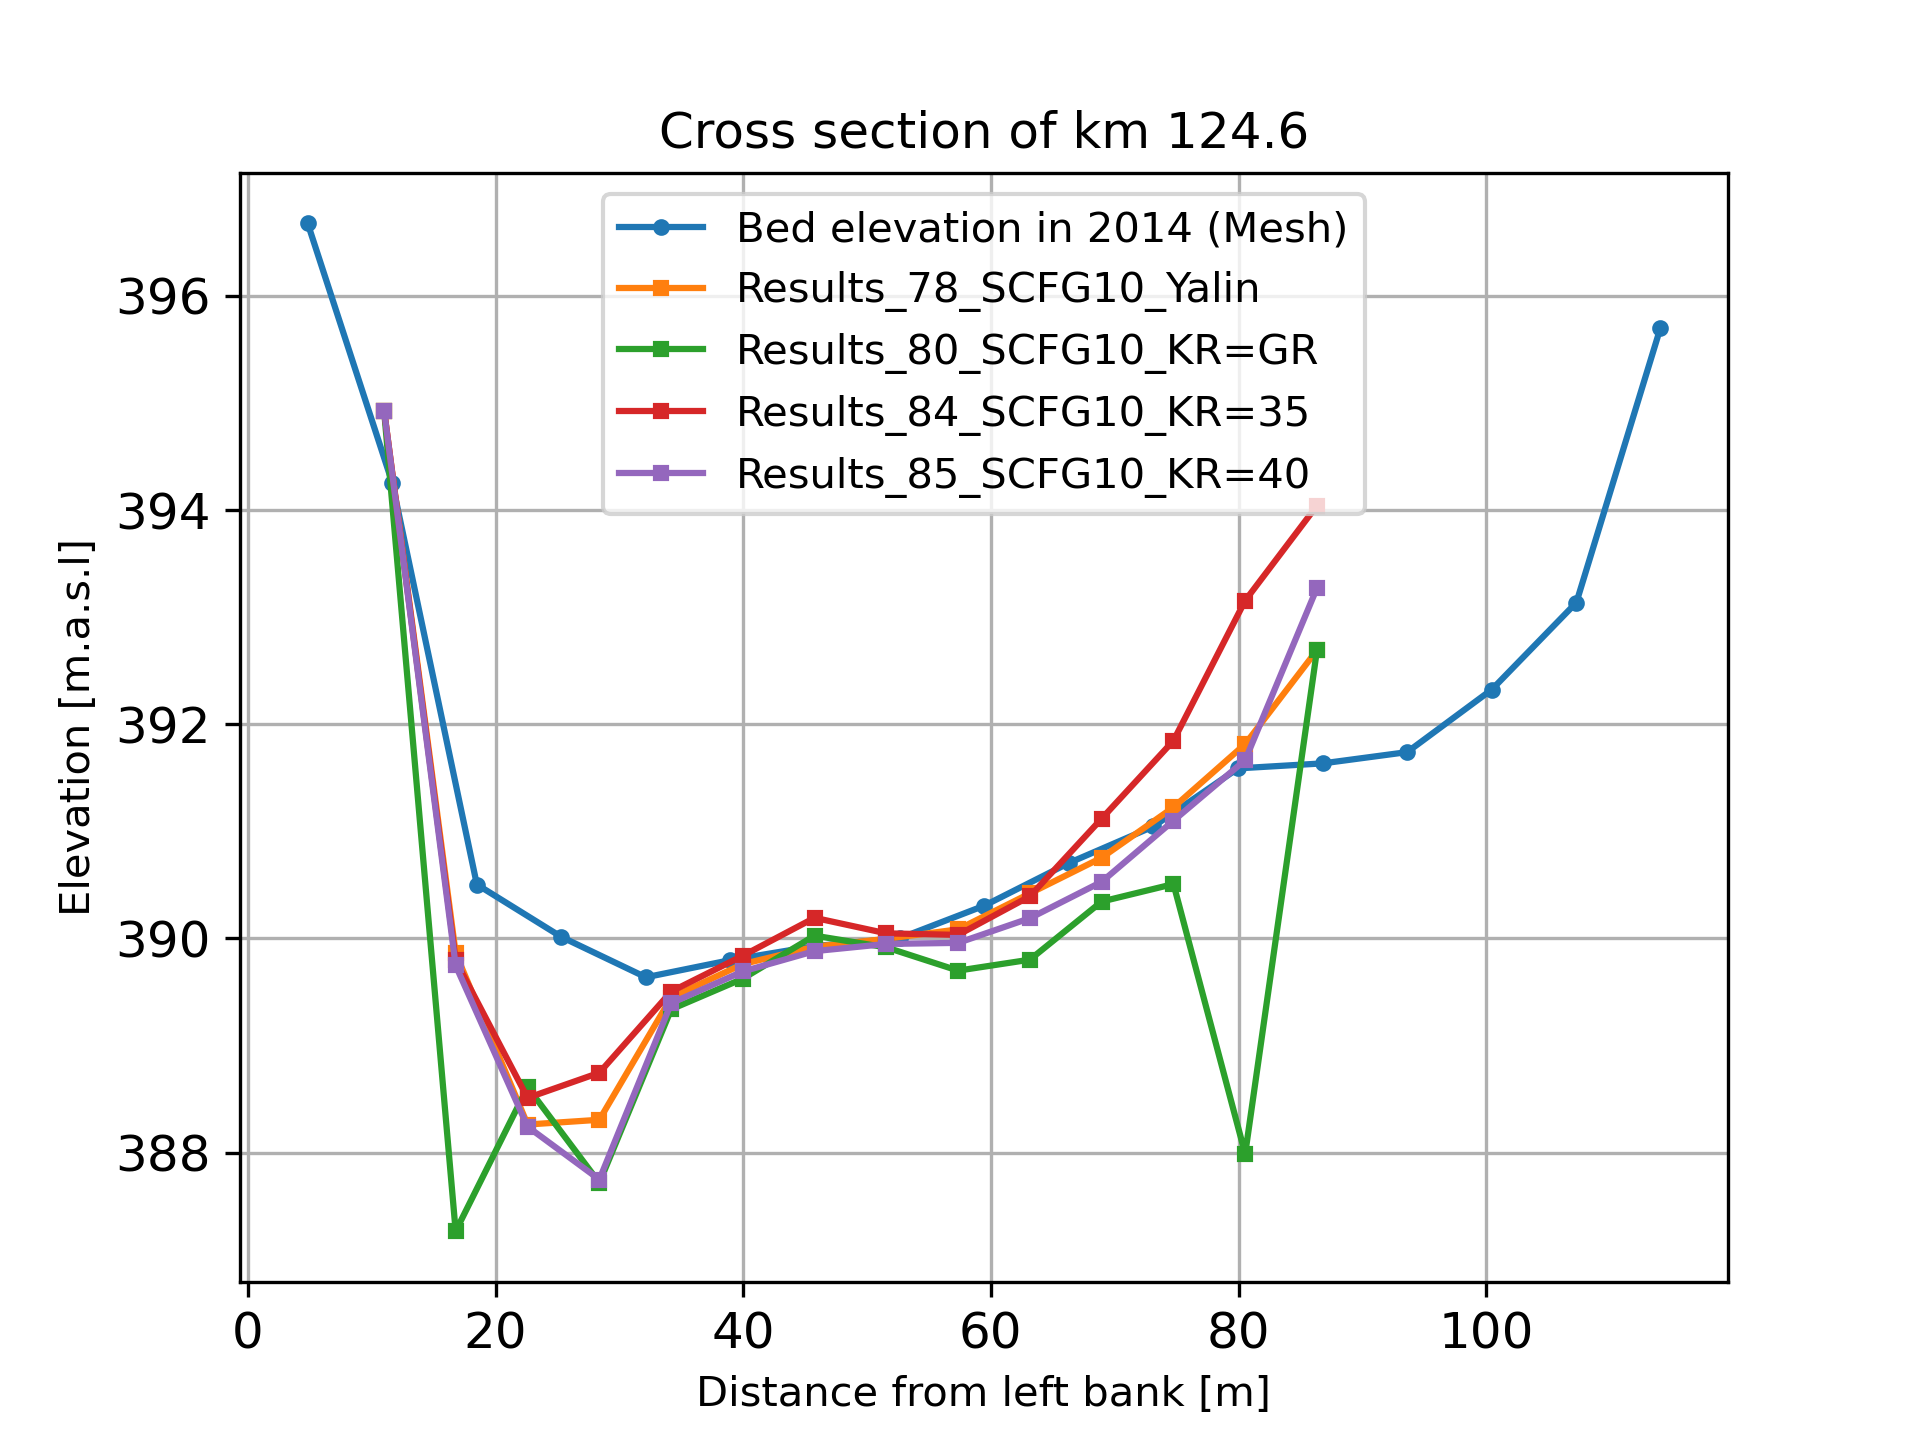 Cross section of km 124.6
Bed elevation in 2014 (Mesh)
Results_78_SCFG10_Yalin
Results_80_SCFG10_KR=GR
Results_84_SCFG10_KR=35
Results_85_SCFG10_KR=40
396
394
392
390
388
Elevation [m.a.s.l]
0 20 40 60 80 100
Distance from left bank [m]